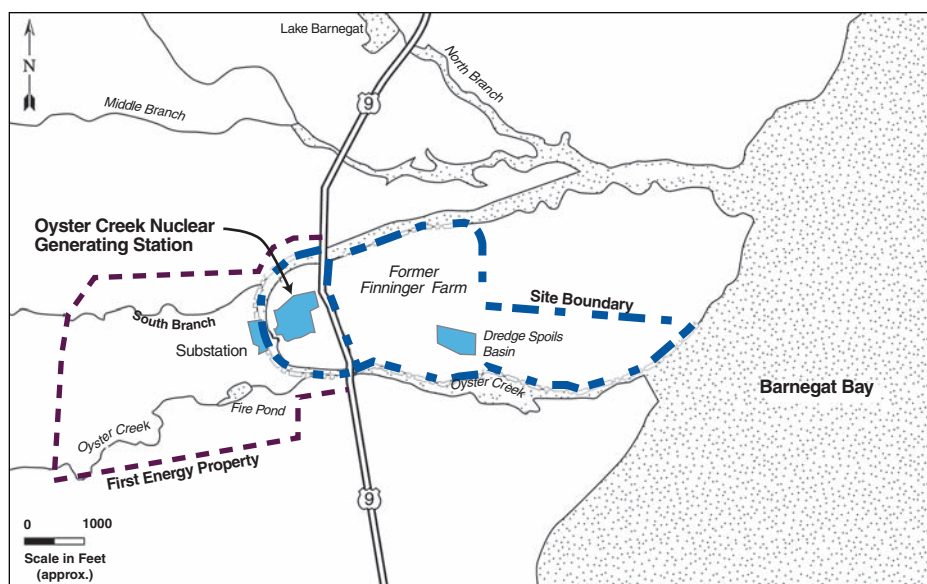 Lake Barnegat
N
North Branch
9
Middle Branch
Oyster Creek Nuclear
Generating Station
Former
Finninger Farm
Site Boundary
South Branch
Substation
Dredge Spoils
Basin
Barnegat Bay
Oyster Creek
Fire Pond
Oyster Creek
First Energy Property
9
0 1000
Scale in Feet
(approx.)